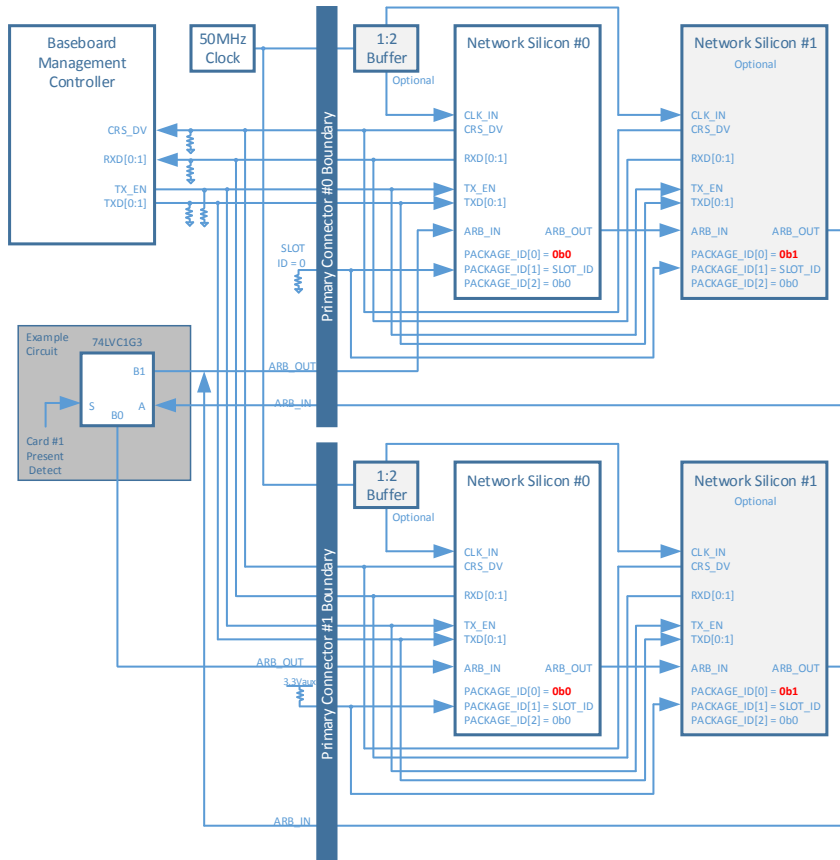 Baseboard
Management
Controller
CRS_DV
RXD[0:1]
TX_EN
TXD[0:1]
50MHz
Clock
Primary Connector #0 Boundary
1:2
Buffer
Optional
Network Silicon #0
CLK_IN
CRS_DV
RXD[0:1]
TX_EN
TXD[0:1]
ARB_IN ARB_OUT
PACKAGE_ID[0] = 0b0
PACKAGE_ID[1] = SLOT_ID
PACKAGE_ID[2] = 0b0
Network Silicon #1
Optional
CLK_IN
CRS_DV
RXD[0:1]
TX_EN
TXD[0:1]
ARB_IN ARB_OUT
PACKAGE_ID[0] = 0b1
PACKAGE_ID[1] = SLOT_ID
PACKAGE_ID[2] = 0b0
SLOT
ID = 0
Example
Circuit
74LVC1G3
B1
S A
B0
Card #1
Present
Detect
ARB_OUT
ARB_IN
Primary Connector #1 Boundary
1:2
Buffer
Optional
Network Silicon #0
CLK_IN
CRS_DV
RXD[0:1]
TX_EN
TXD[0:1]
ARB_IN ARB_OUT
PACKAGE_ID[0] = 0b0
PACKAGE_ID[1] = SLOT_ID
PACKAGE_ID[2] = 0b0
Network Silicon #1
Optional
CLK_IN
CRS_DV
RXD[0:1]
TX_EN
TXD[0:1]
ARB_IN ARB_OUT
PACKAGE_ID[0] = 0b1
PACKAGE_ID[1] = SLOT_ID
PACKAGE_ID[2] = 0b0
ARB_OUT
3.3Vaux
ARB_IN